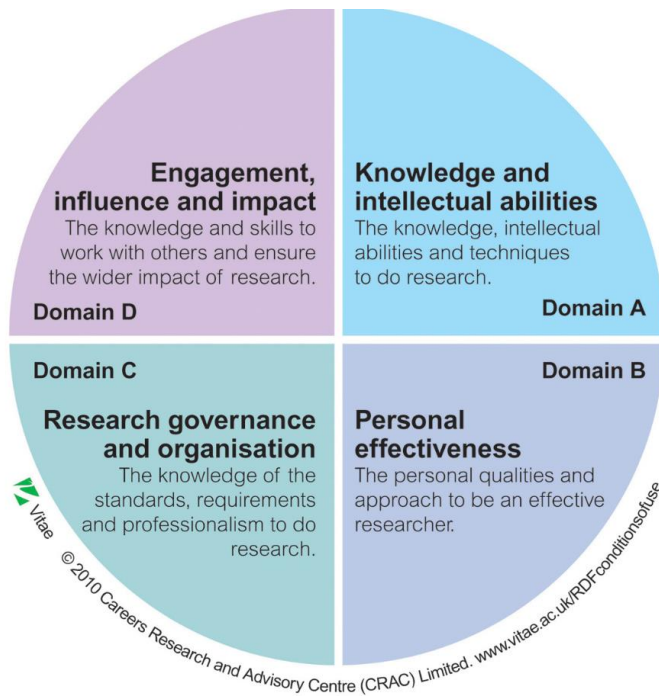 Engagement,
influence and impact
The knowledge and skills to
work with others and ensure
the wider impact of research.
Domain D
Knowledge and
intellectual abilities
The knowledge, intellectual
abilities and techniques
to do research.
Domain A
Domain C
Research governance
and organisation
The knowledge of the
standards, requirements
and professionalism to do
research.
Domain B
Personal
effectiveness
The personal qualities and
approach to be an effective
researcher.
Vitae © 2010 Careers Research and Advisory Centre (CRAC) Limited. www.vitae.ac.uk/RDFconditionsofuse